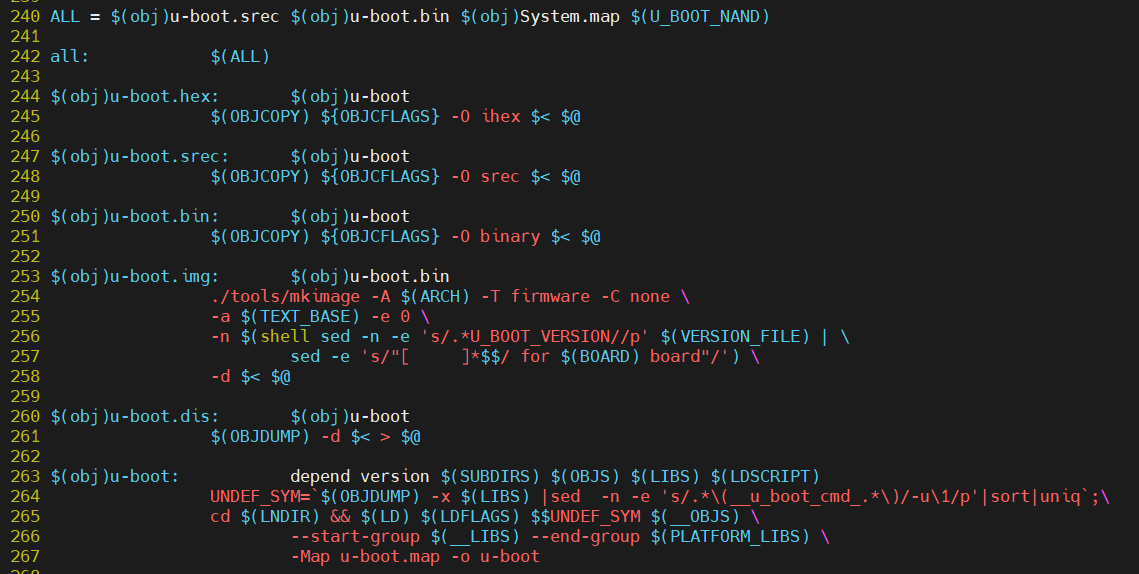 240 ALL = $(obj)u-boot.srec $(obj)u-boot.bin $(obj)System.map $(U_BOOT_NAND)
241
242 all:            $(ALL)
243
244 $(obj)u-boot.hex:       $(obj)u-boot
245                 $(OBJCOPY) ${OBJCFLAGS} -O ihex $< $@
246
247 $(obj)u-boot.srec:      $(obj)u-boot
248                 $(OBJCOPY) ${OBJCFLAGS} -O srec $< $@
249
250 $(obj)u-boot.bin:       $(obj)u-boot
251                 $(OBJCOPY) ${OBJCFLAGS} -O binary $< $@
252
253 $(obj)u-boot.img:       $(obj)u-boot.bin
254                 ./tools/mkimage -A $(ARCH) -T firmware -C none \
255                 -a $(TEXT_BASE) -e 0 \
256                 -n $(shell sed -n -e 's/.*U_BOOT_VERSION//p' $(VERSION_FILE) | \
257                         sed -e 's/"[     ]*$$/ for $(BOARD) board"/') \
258                 -d $< $@
259
260 $(obj)u-boot.dis:       $(obj)u-boot
261                 $(OBJDUMP) -d $< > $@
262
263 $(obj)u-boot:           depend version $(SUBDIRS) $(OBJS) $(LIBS) $(LDSCRIPT)
264                 UNDEF_SYM=`$(OBJDUMP) -x $(LIBS) |sed  -n -e 's/.*\(__u_boot_cmd_.*\)/-u\1/p'|sort|uniq`;\
265                 cd $(LNDIR) && $(LD) $(LDFLAGS) $$UNDEF_SYM $(__OBJS) \
266                         --start-group $(__LIBS) --end-group $(PLATFORM_LIBS) \
267                         -Map u-boot.map -o u-boot